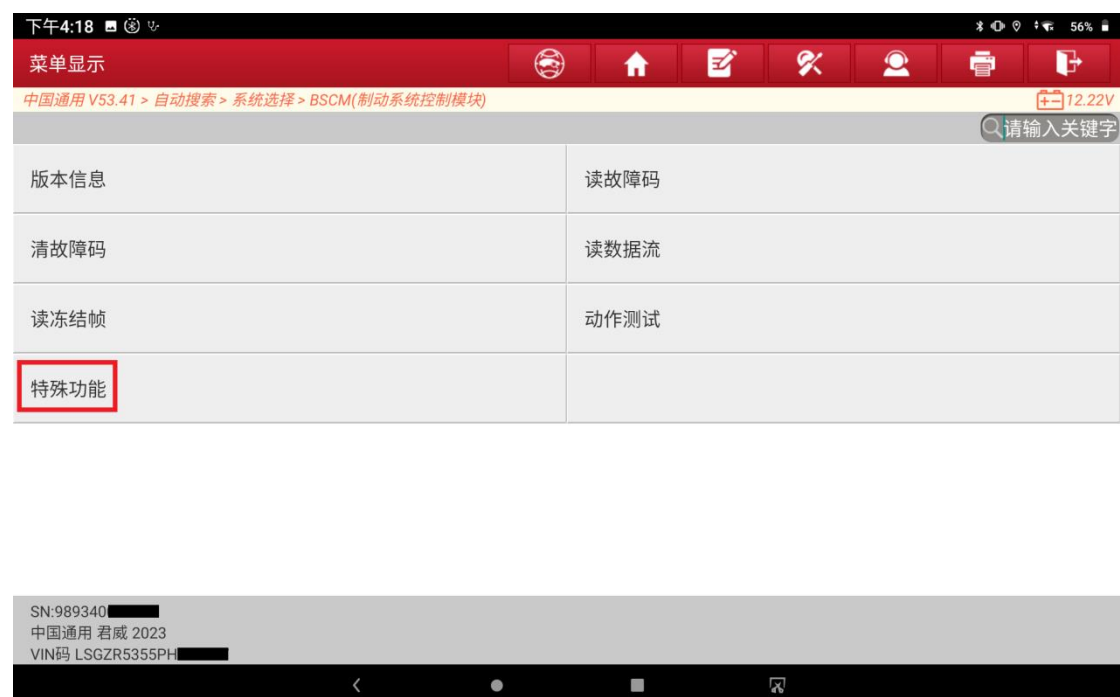 下午4:18 56%
菜单显示
中国通用 V53.41 > 自动搜索 > 系统选择 > BSCM(制动系统控制模块) 12.22V
请输入关键字
版本信息 读故障码
清故障码 读数据流
读冻结帧 动作测试
特殊功能
SN:989340
中国通用 君威 2023
VIN码 LSGZR5355PH